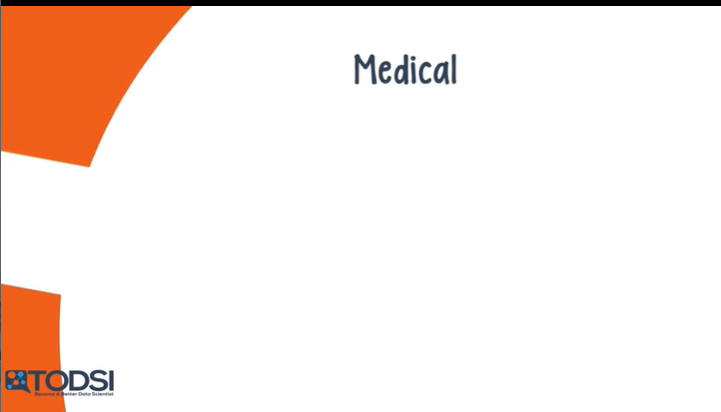 Medical
TODSI
Become A Better Data Scientist